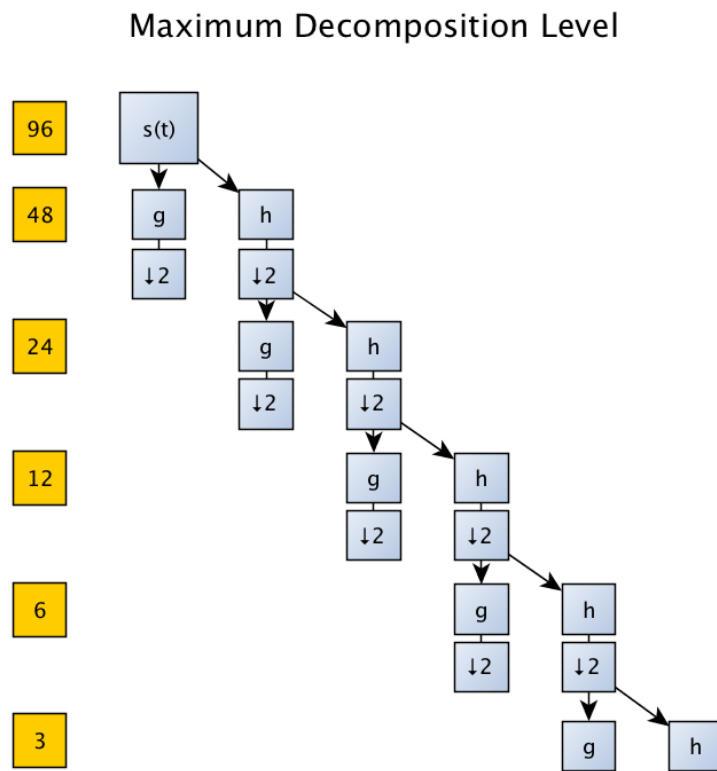 Maximum Decomposition Level
96 s(t)
48 g h
↓2 ↓2
24 g h
↓2 ↓2
12 g h
↓2 ↓2
6 g h
↓2 ↓2
3 g h